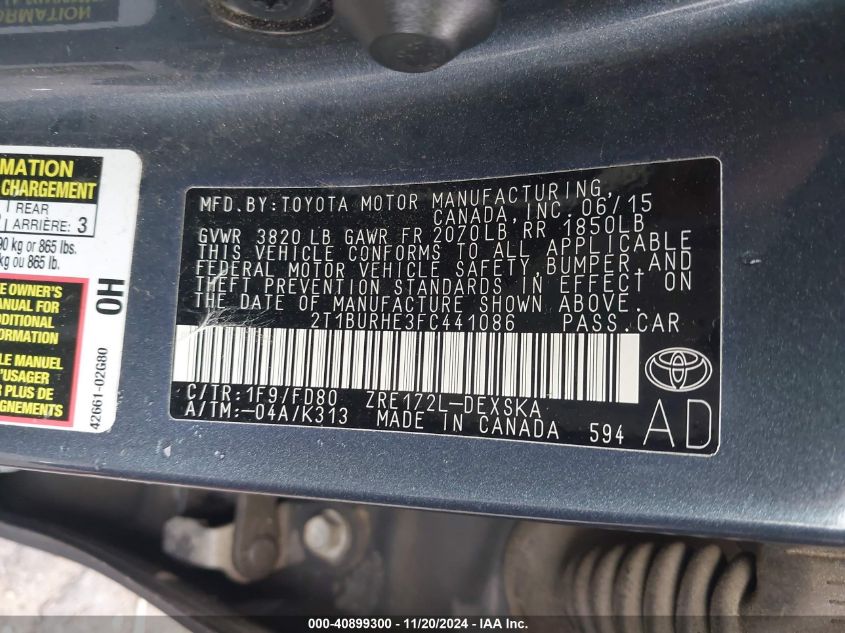 FORMATION
MATION
CHARGEMENT
REAR
ARRIÈRE: 3
90 kg or 865 lbs.
kg ou 865 lb.
E OWNER'S
MANUAL FOR
DDITIONAL
FORMATION
LE MANUEL
'USAGER
PLUS DE
IGNEMENTS
42661-02G80
OH
MFD.BY:TOYOTA MOTOR MANUFACTURING,
CANADA, INC. 06/15
GVWR 3820 LB GAWR FR 2070LB, RR 1850LB
THIS VEHICLE CONFORMS TO ALL APPLICABLE
FEDERAL MOTOR VEHICLE SAFETY,BUMPER,AND
THEFT PREVENTION STANDARDS IN EFFECT ON
THE DATE OF MANUFACTURE SHOWN ABOVE.
2T1BURHE3FC441086 PASS.CAR
C/TR:1F9/FD80 ZRE172L-DEXSKA
A/TM:-04A/K313 MADE IN CANADA 594
AD
000-40899300 - 11/20/2024 - IAA Inc.